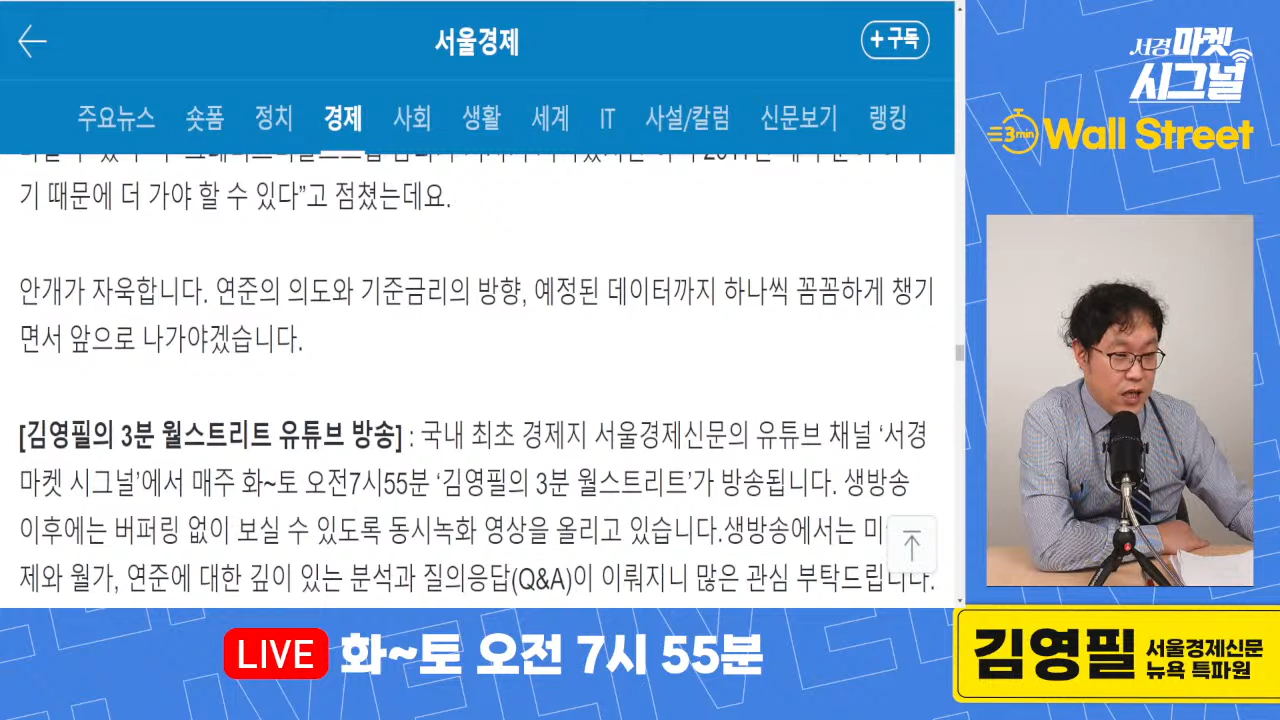 서울경제
+ 구독
주요뉴스 숏폼 정치 경제 사회 생활 세계 IT 사설/칼럼 신문보기 랭킹
기 때문에 더 가야 할 수 있다”고 점쳤는데요.
안개가 자욱합니다. 연준의 의도와 기준금리의 방향, 예정된 데이터까지 하나씩 꼼꼼하게 챙기
면서 앞으로 나가야겠습니다.
[김영필의 3분 월스트리트 유튜브 방송] : 국내 최초 경제지 서울경제신문의 유튜브 채널 ‘서경
마켓 시그널’에서 매주 화~토 오전7시55분 ‘김영필의 3분 월스트리트’가 방송됩니다. 생방송
이후에는 버퍼링 없이 보실 수 있도록 동시녹화 영상을 올리고 있습니다.생방송에서는 미
제와 월가, 연준에 대한 깊이 있는 분석과 질의응답(Q&A)이 이뤄지니 많은 관심 부탁드립니다.
서경 마켓
시그널
3min Wall Street
LIVE 화~토 오전 7시 55분
김영필 서울경제신문
뉴욕 특파원